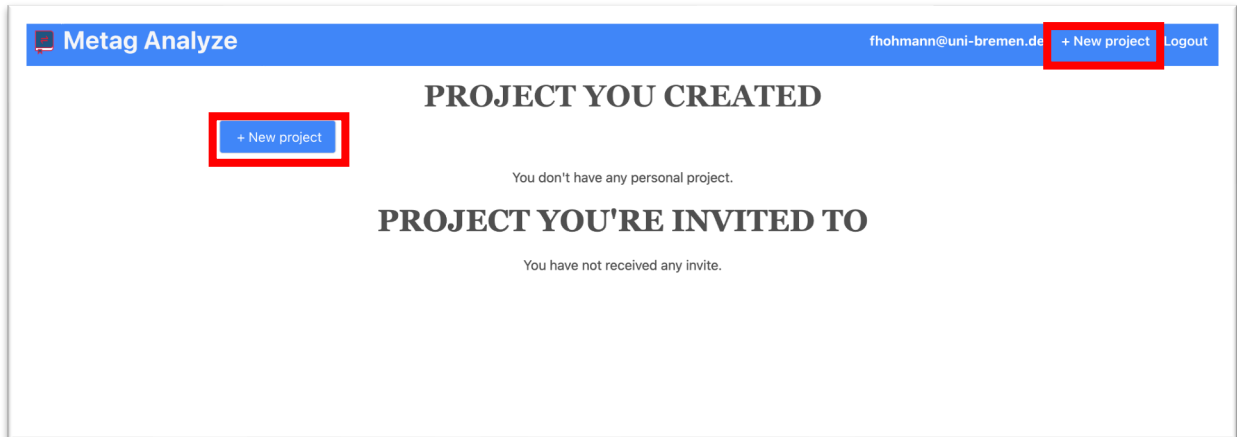 Metag Analyze
fhohmann@uni-bremen.de + New project Logout
PROJECT YOU CREATED
+ New project
You don't have any personal project.
PROJECT YOU'RE INVITED TO
You have not received any invite.